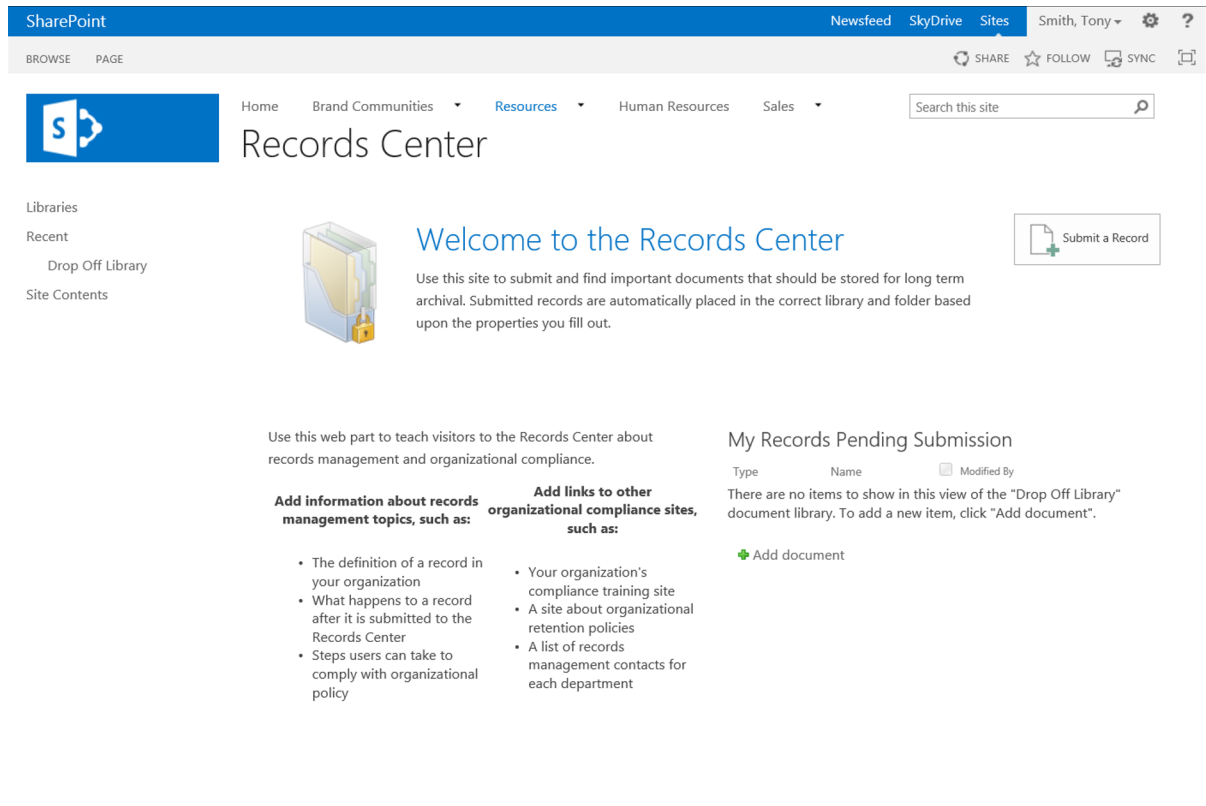 SharePoint
Newsfeed SkyDrive Sites Smith, Tony ?
BROWSE PAGE
SHARE FOLLOW SYNC
S
Home Brand Communities Resources Human Resources Sales
Search this site
Records Center
Libraries
Recent
Drop Off Library
Site Contents
Welcome to the Records Center
Use this site to submit and find important documents that should be stored for long term
archival. Submitted records are automatically placed in the correct library and folder based
upon the properties you fill out.
Submit a Record
Use this web part to teach visitors to the Records Center about
records management and organizational compliance.
Add information about records
management topics, such as:
• The definition of a record in
your organization
• What happens to a record
after it is submitted to the
Records Center
• Steps users can take to
comply with organizational
policy
Add links to other
organizational compliance sites,
such as:
• Your organization's
compliance training site
• A site about organizational
retention policies
• A list of records
management contacts for
each department
My Records Pending Submission
Type Name Modified By
There are no items to show in this view of the "Drop Off Library"
document library. To add a new item, click "Add document".
Add document